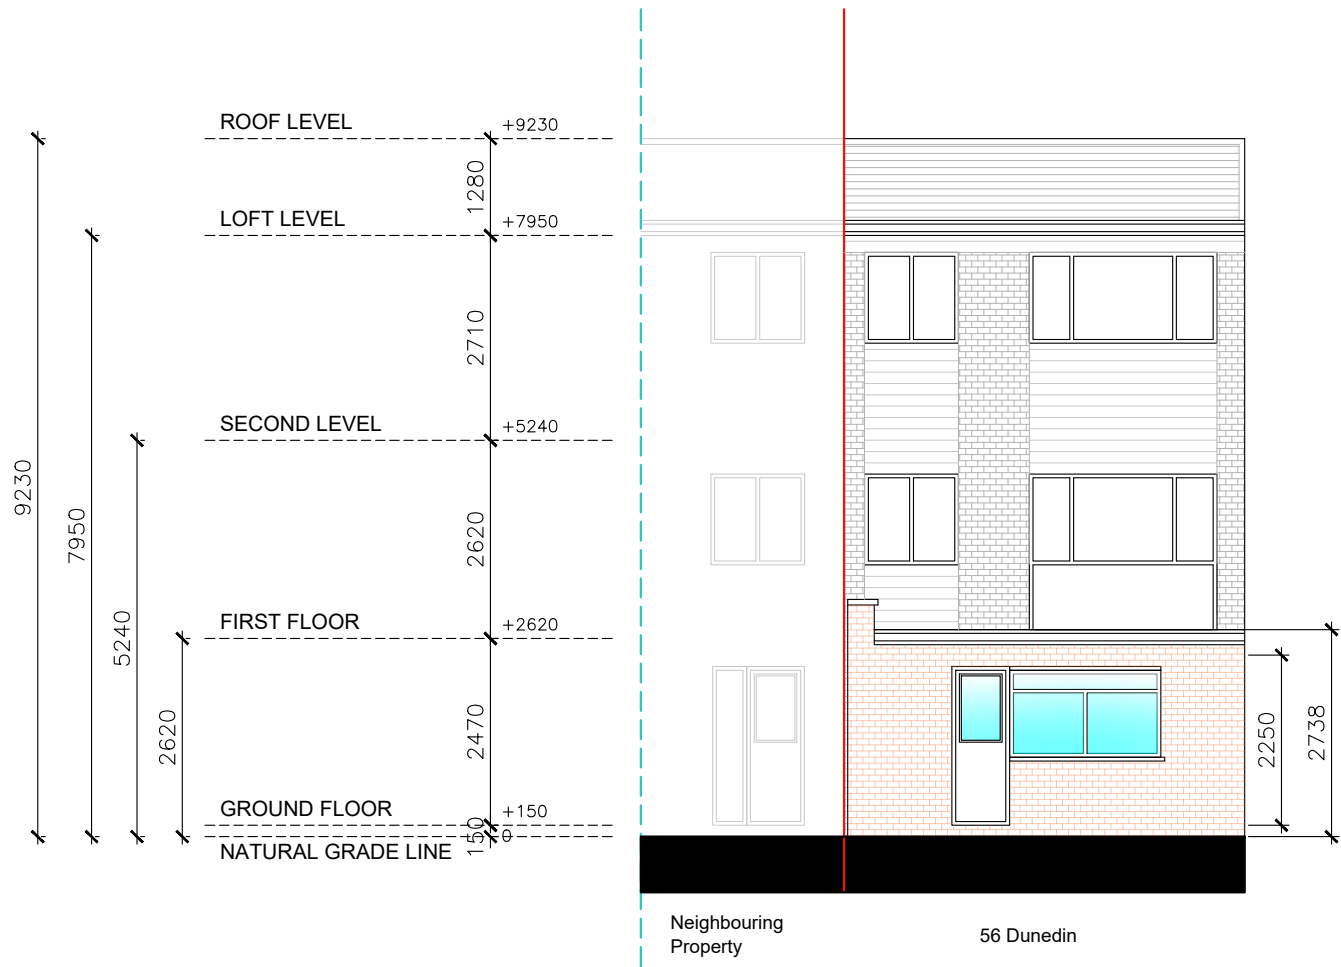 ROOF LEVEL
+9230
1280
LOFT LEVEL
+7950
2710
SECOND LEVEL
+5240
9230
7950
5240
2620
2620
FIRST FLOOR
+2620
2470
GROUND FLOOR
+150
150
0
NATURAL GRADE LINE
2250
2738
Neighbouring
Property
56 Dunedin